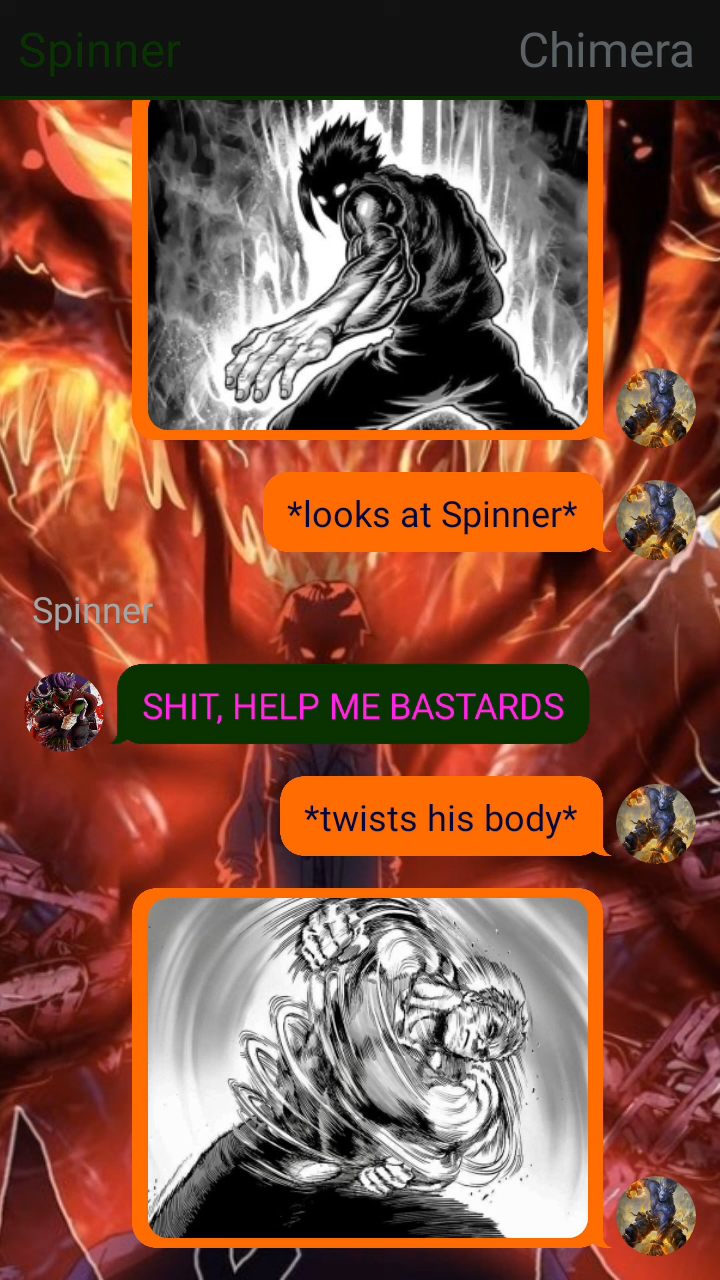 Spinner
Chimera
*looks at Spinner*
Spinner
SHIT, HELP ME BASTARDS
*twists his body*